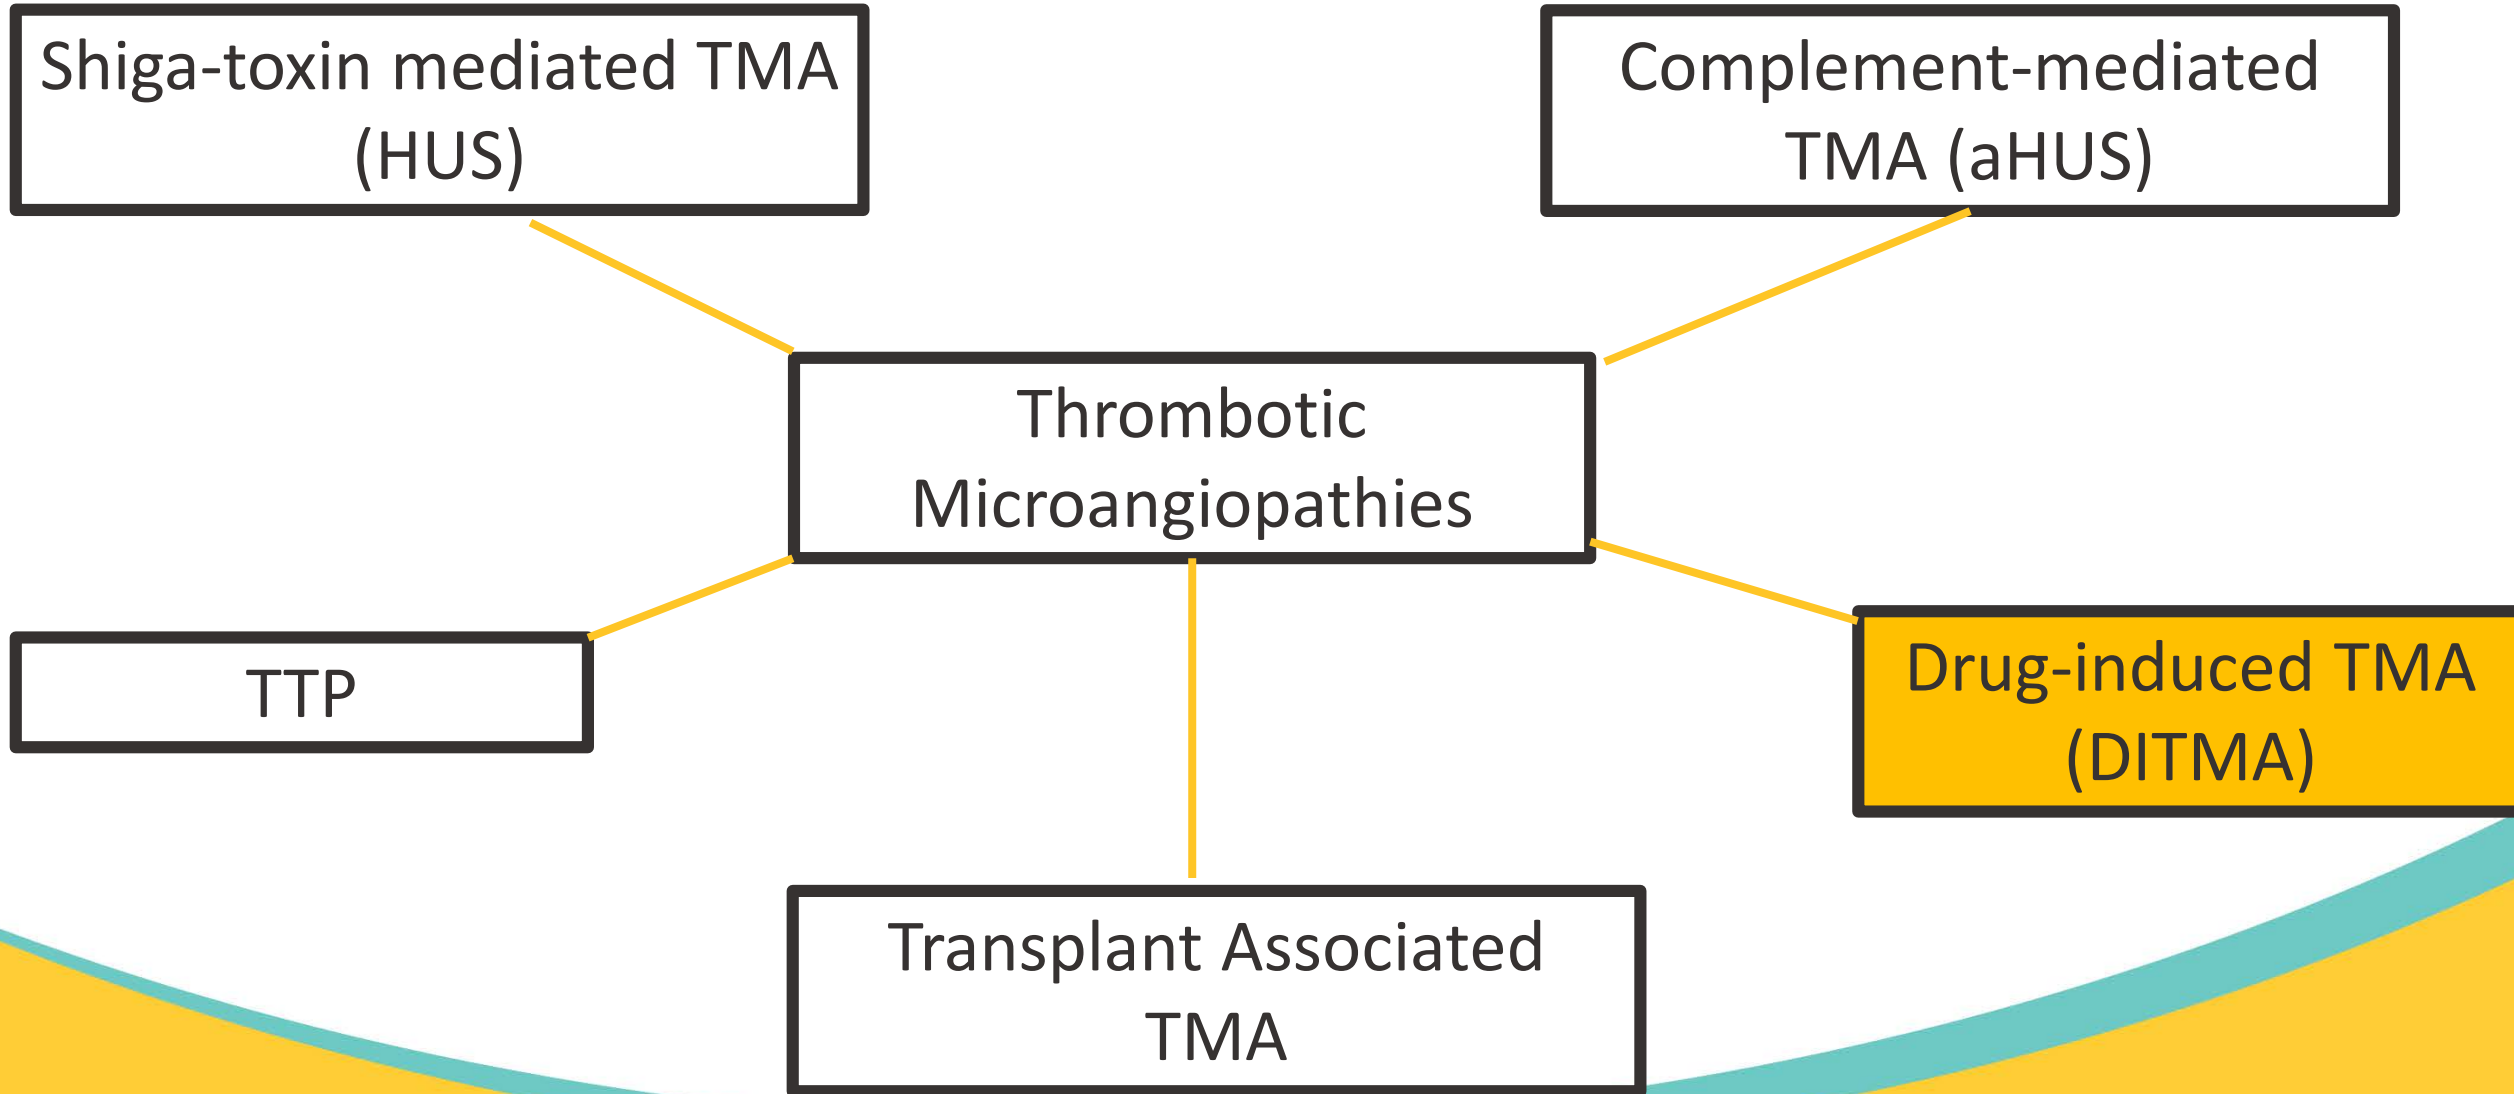 Shiga-toxin mediated TMA
(HUS)
Complement-mediated
TMA (aHUS)
Thrombotic
Microangiopathies
TTP
Drug-induced TMA
(DITMA)
Transplant Associated
TMA